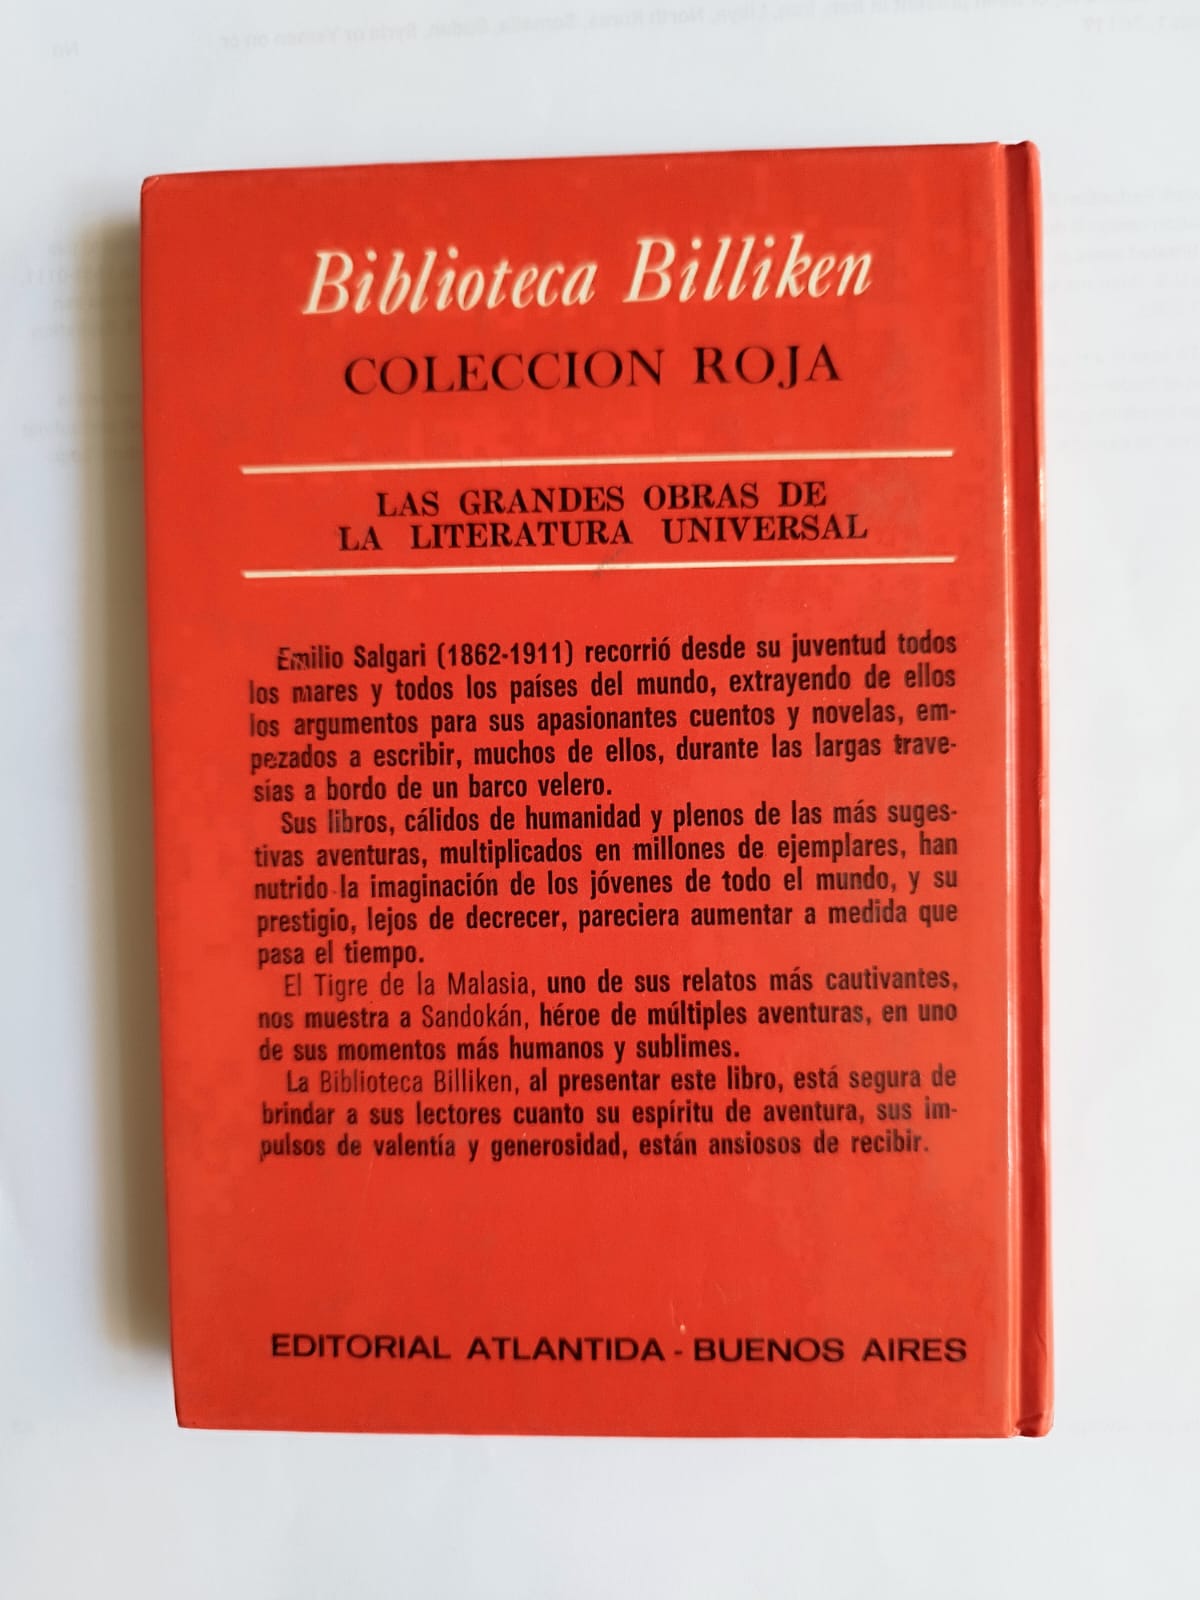 Biblioteca Billiken
COLECCION ROJA
LAS GRANDES OBRAS DE
LA LITERATURA UNIVERSAL
Emilio Salgari (1862-1911) recorrió desde su juventud todos
los mares y todos los países del mundo, extrayendo de ellos
los argumentos para sus apasionantes cuentos y novelas, em-
pezados a escribir, muchos de ellos, durante las largas trave-
sías a bordo de un barco velero.
Sus libros, cálidos de humanidad y plenos de las más suges-
tivas aventuras, multiplicados en millones de ejemplares, han
nutrido la imaginación de los jóvenes de todo el mundo, y su
prestigio, lejos de decrecer, pareciera aumentar a medida que
pasa el tiempo.
El Tigre de la Malasia, uno de sus relatos más cautivantes,
nos muestra a Sandokán, héroe de múltiples aventuras, en uno
de sus momentos más humanos y sublimes.
La Biblioteca Billiken, al presentar este libro, está segura de
brindar a sus lectores cuanto su espíritu de aventura, sus im-
pulsos de valentía y generosidad, están ansiosos de recibir.
EDITORIAL ATLANTIDA - BUENOS AIRES